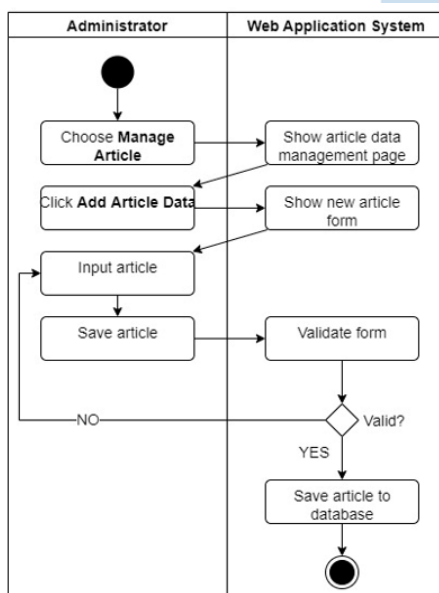 Administrator
Web Application System
Choose Manage
Article
Show article data
management page
Click Add Article Data
Show new article
form
Input article
Save article
Validate form
NO
Valid?
YES
Save article to
database